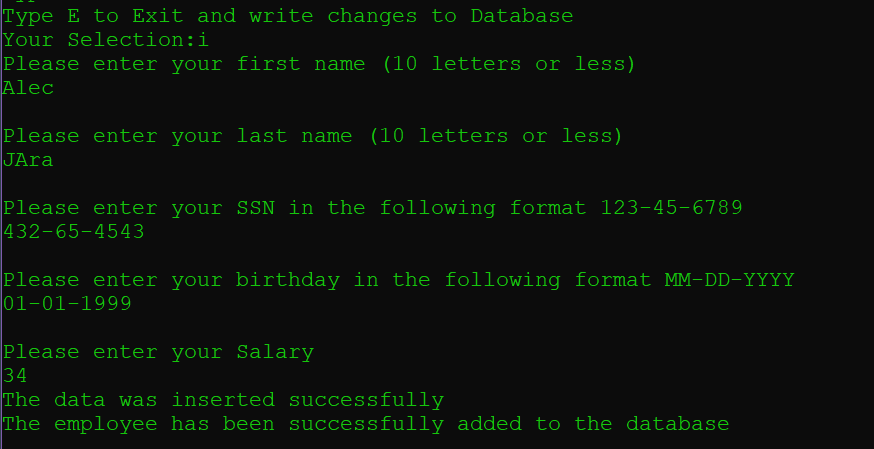 Type E to Exit and write changes to Database
Your Selection:i
Please enter your first name (10 letters or less)
Alec
Please enter your last name (10 letters or less)
JAra
Please enter your SSN in the following format 123-45-6789
432-65-4543
Please enter your birthday in the following format MM-DD-YYYY
01-01-1999
Please enter your Salary
34
The data was inserted successfully
The employee has been successfully added to the database